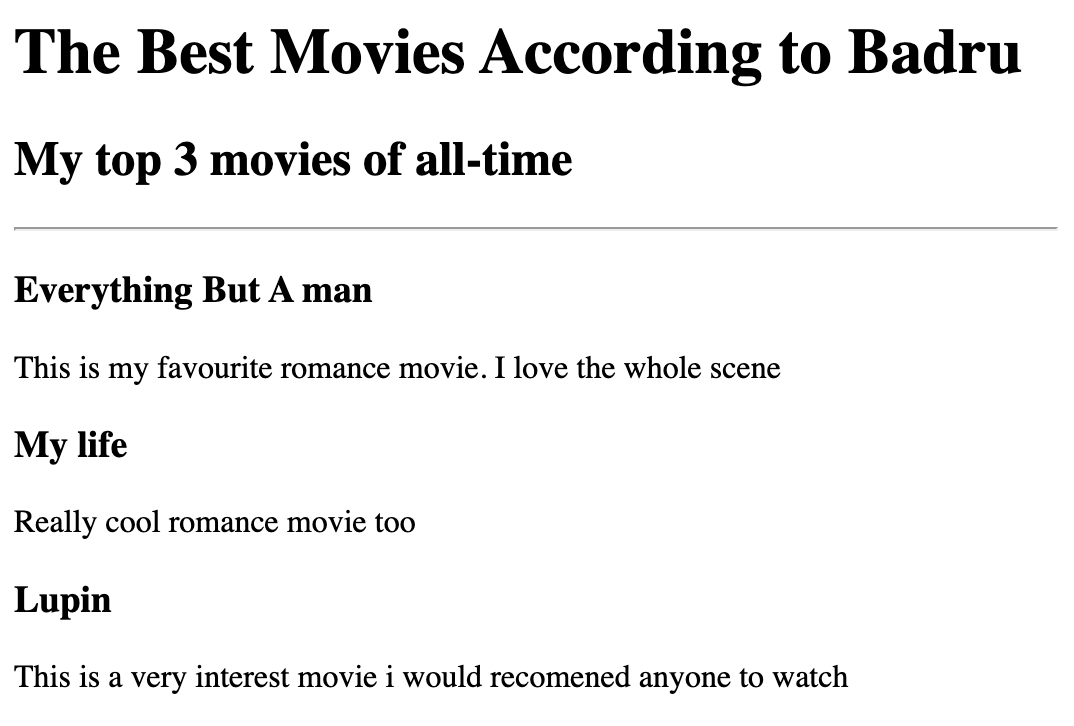 The Best Movies According to Badru
My top 3 movies of all-time
Everything But A man
This is my favourite romance movie. I love the whole scene
My life
Really cool romance movie too
Lupin
This is a very interest movie i would recomened anyone to watch